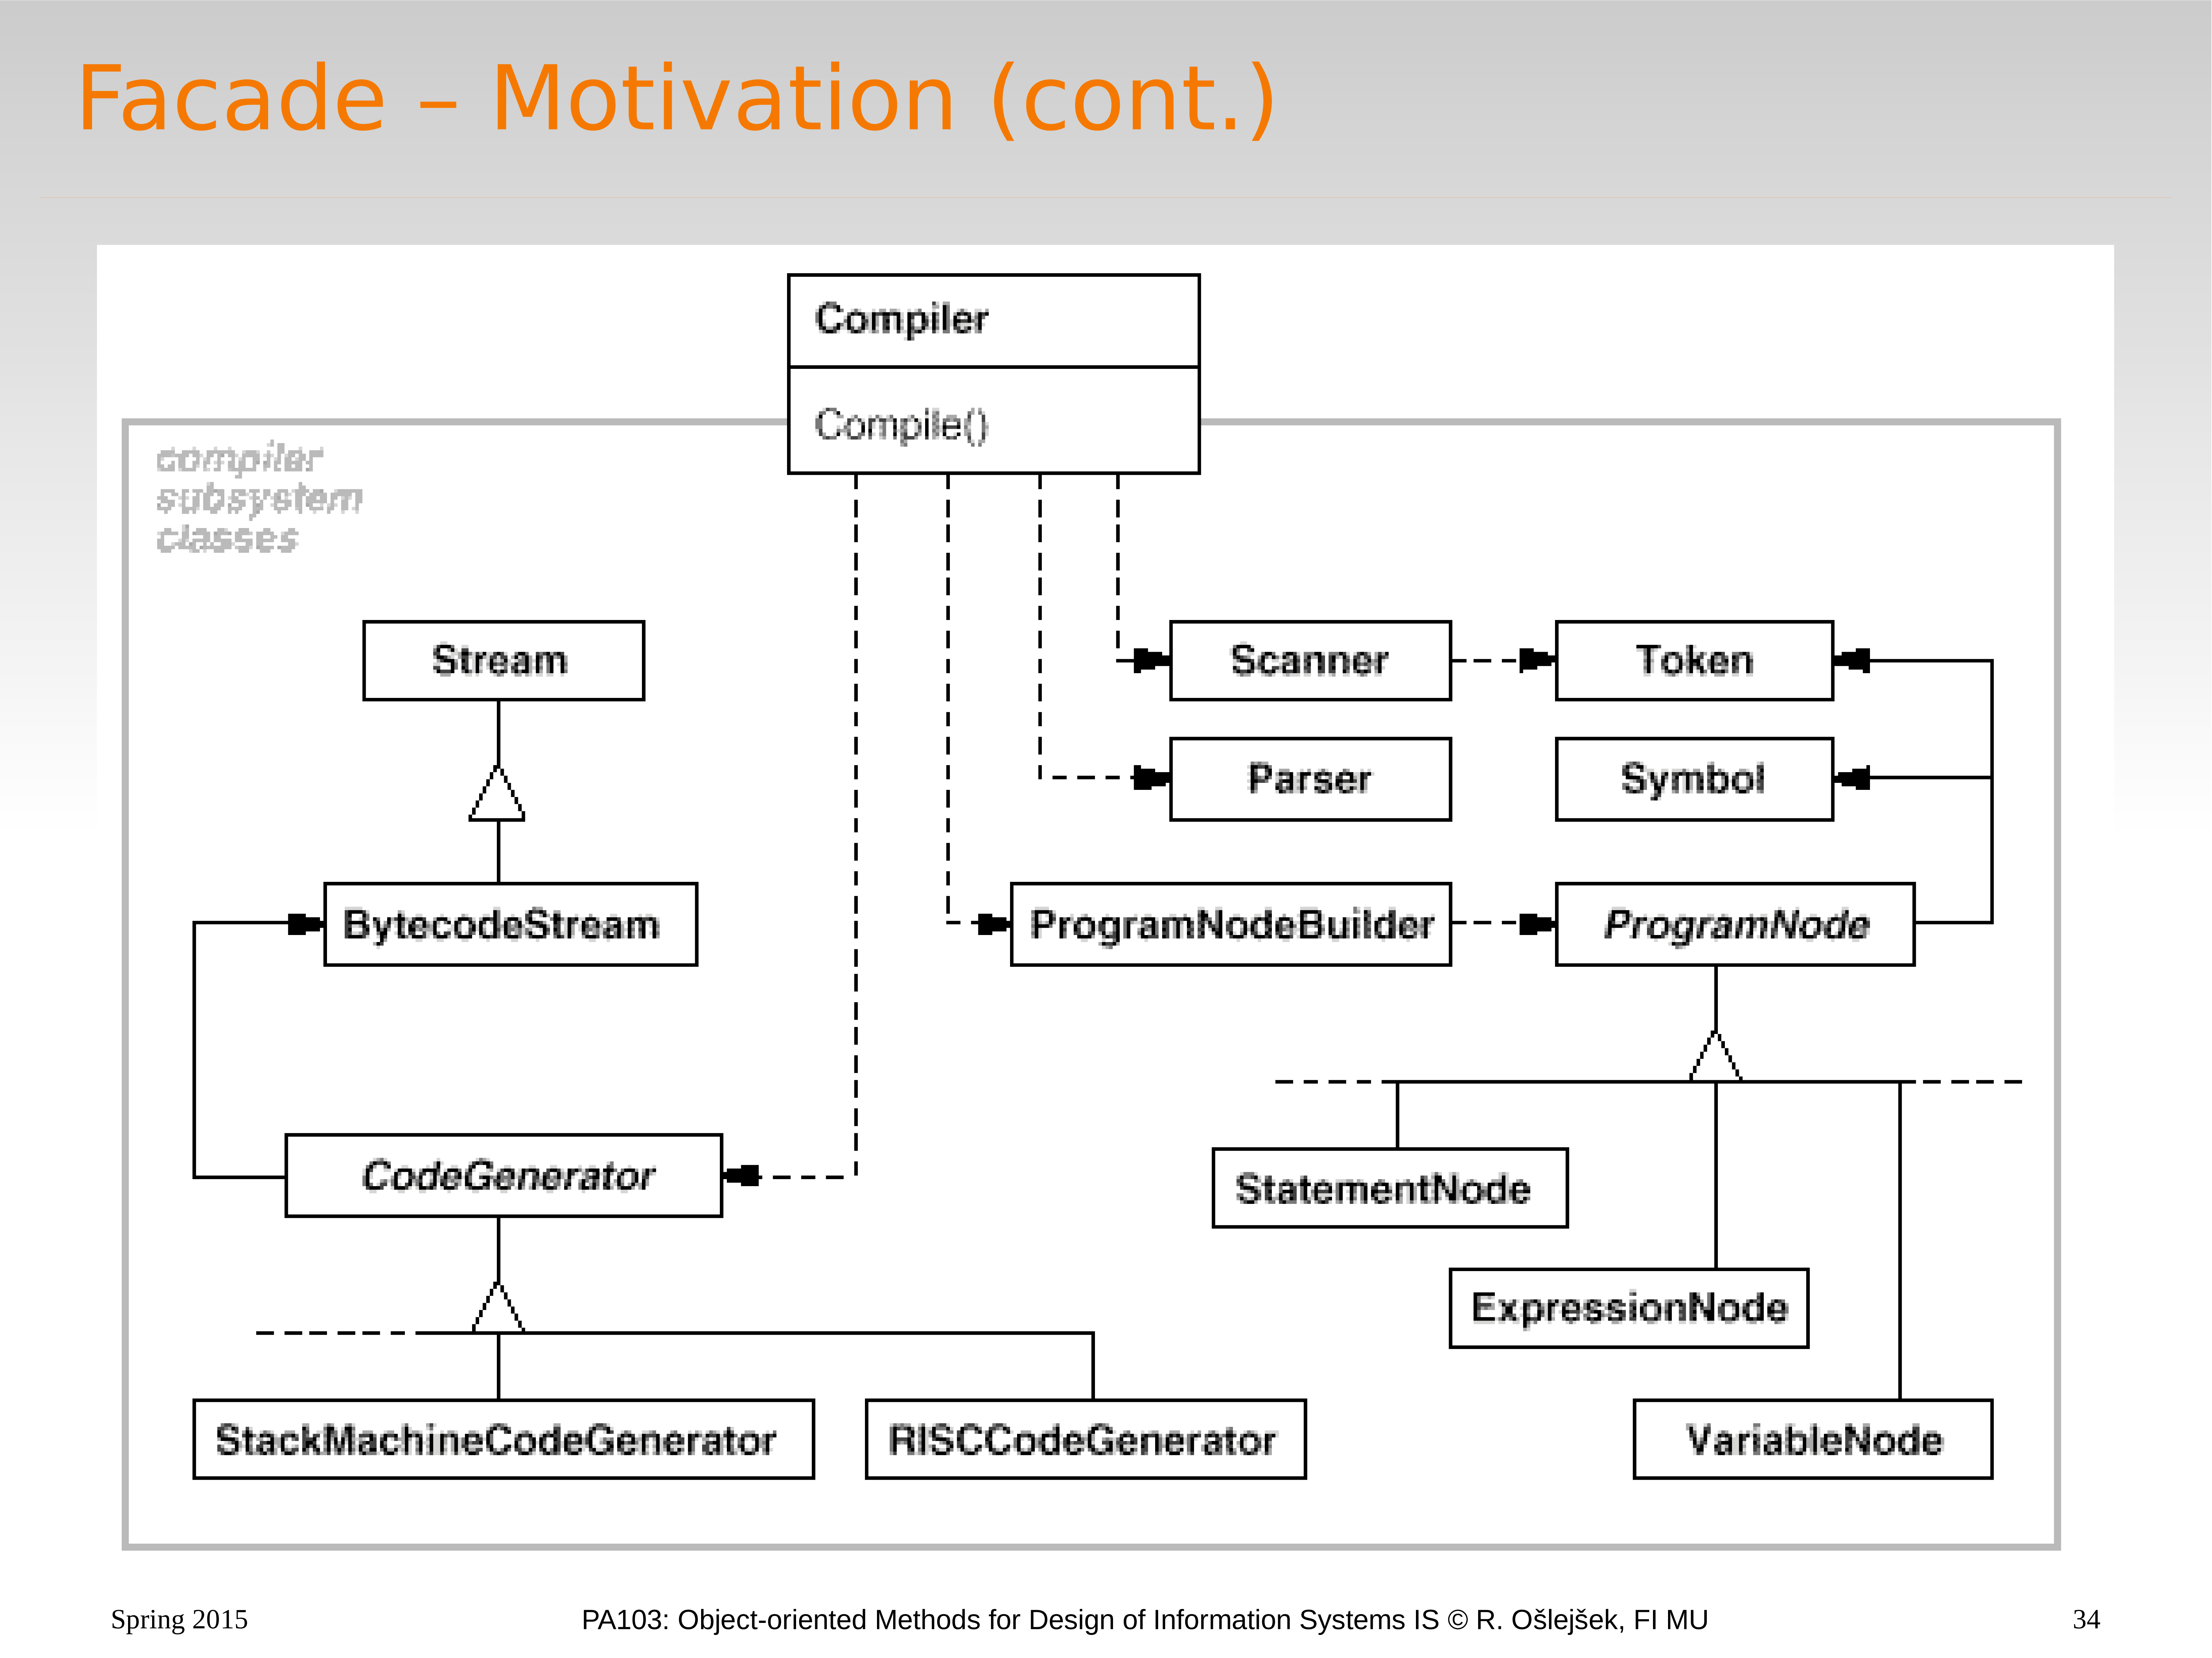 Facade – Motivation (cont.)
Compiler
Compile()
compiler
subsystem
classes
Stream
Scanner
Token
Parser
Symbol
BytecodeStream
ProgramNodeBuilder
ProgramNode
CodeGenerator
StatementNode
ExpressionNode
StackMachineCodeGenerator
RISCCodeGenerator
VariableNode
Spring 2015
PA103: Object-oriented Methods for Design of Information Systems IS © R. Ošlejšek, FI MU
34